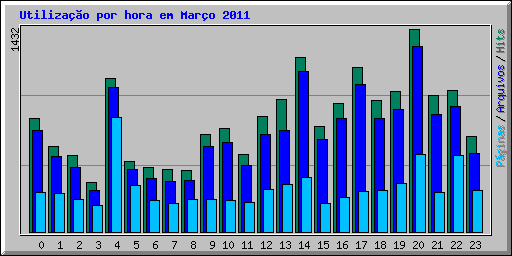 Utilização por hora em Março 2011
1432
Páginas / Arquivos / Hits
0 1 2 3 4 5 6 7 8 9 10 11 12 13 14 15 16 17 18 19 20 21 22 23